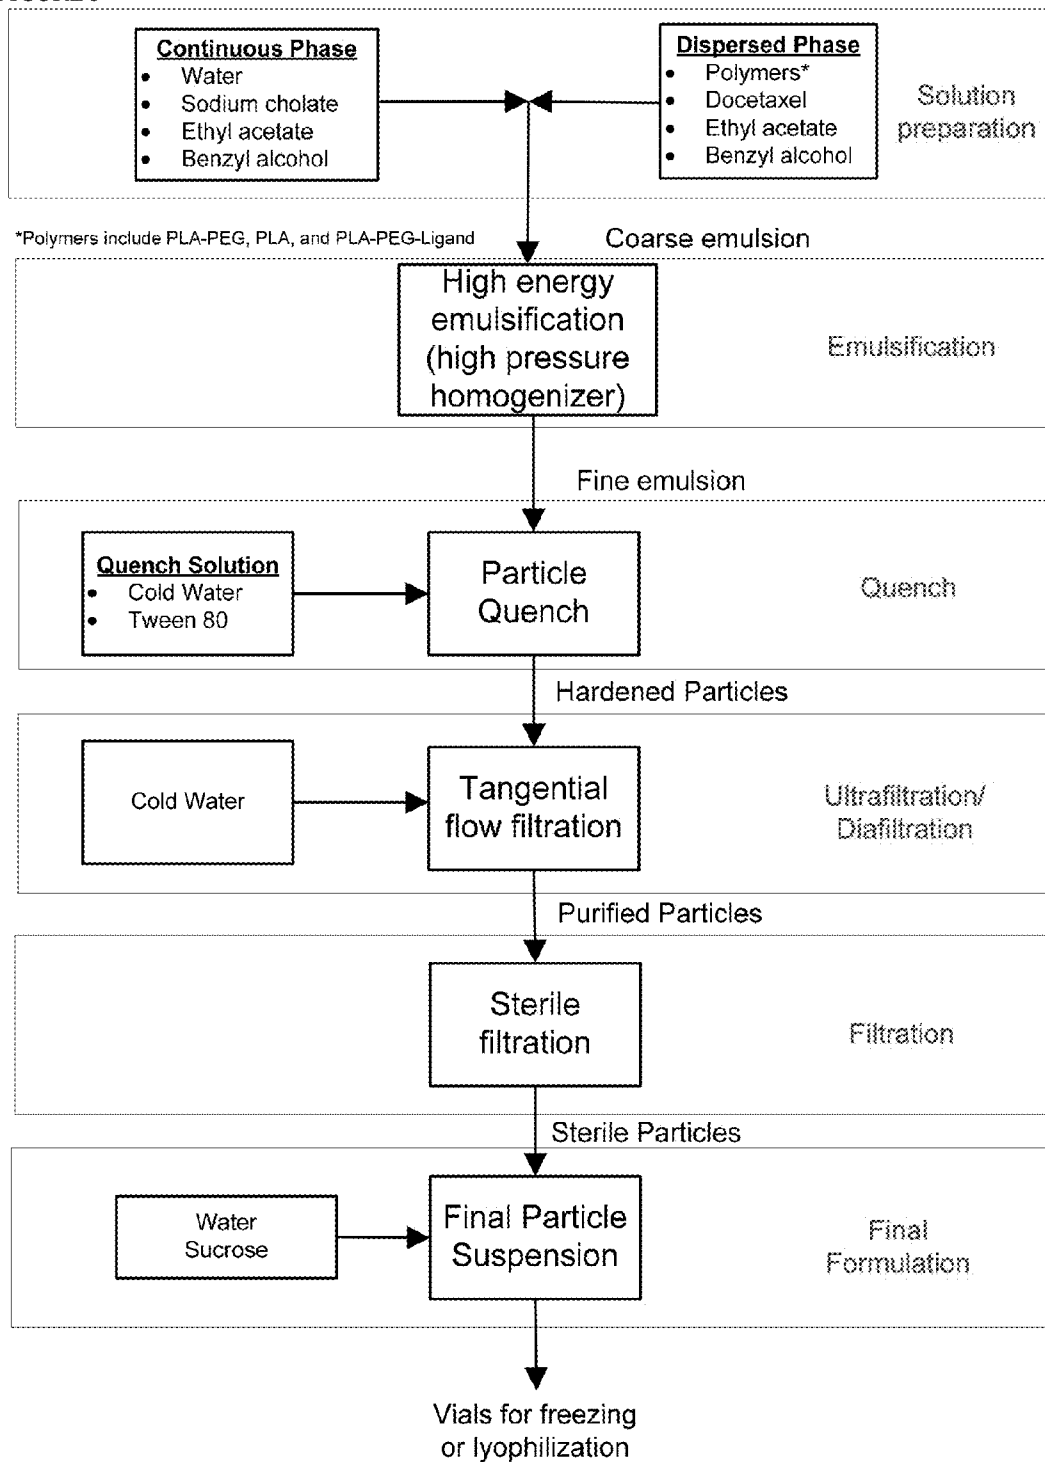 Continuous Phase
• Water
• Sodium cholate
• Ethyl acetate
• Benzyl alcohol
Dispersed Phase
• Polymers*
• Docetaxel
• Ethyl acetate
• Benzyl alcohol
Solution
preparation
*Polymers include PLA-PEG, PLA, and PLA-PEG-Ligand
Coarse emulsion
High energy
emulsification
(high pressure
homogenizer)
Emulsification
Fine emulsion
Quench Solution
• Cold Water
• Tween 80
Particle
Quench
Quench
Hardened Particles
Cold Water
Tangential
flow filtration
Ultrafiltration/
Diafiltration
Purified Particles
Sterile
filtration
Filtration
Sterile Particles
Water
Sucrose
Final Particle
Suspension
Final
Formulation
Vials for freezing
or lyophilization